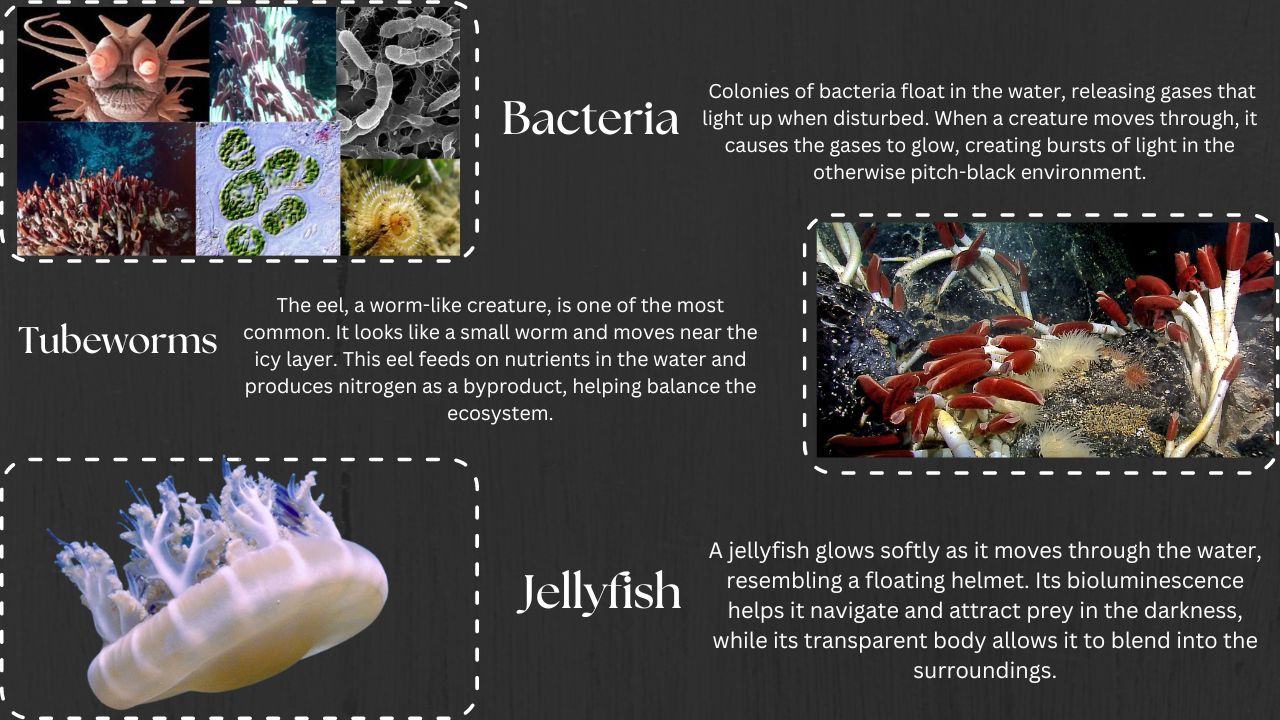 Bacteria
Colonies of bacteria float in the water, releasing gases that
light up when disturbed. When a creature moves through, it
causes the gases to glow, creating bursts of light in the
otherwise pitch-black environment.
Tubeworms
The eel, a worm-like creature, is one of the most
common. It looks like a small worm and moves near the
icy layer. This eel feeds on nutrients in the water and
produces nitrogen as a byproduct, helping balance the
ecosystem.
Jellyfish
A jellyfish glows softly as it moves through the water,
resembling a floating helmet. Its bioluminescence
helps it navigate and attract prey in the darkness,
while its transparent body allows it to blend into the
surroundings.